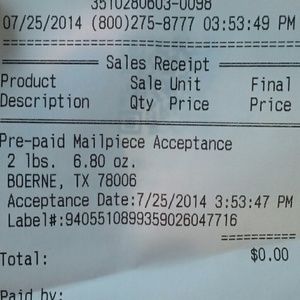 3510280603-0098
07/25/2014 (800)275-8777 03:53:49 PM
Sales Receipt
Product Sale Unit Final
Description Qty Price Price
Pre-paid Mailpiece Acceptance
2 lbs. 6.80 oz.
BOERNE, TX 78006
Acceptance Date:7/25/2014 3:53:47 PM
Label#:9405510899359026047716
Total: $0.00
Paid by: